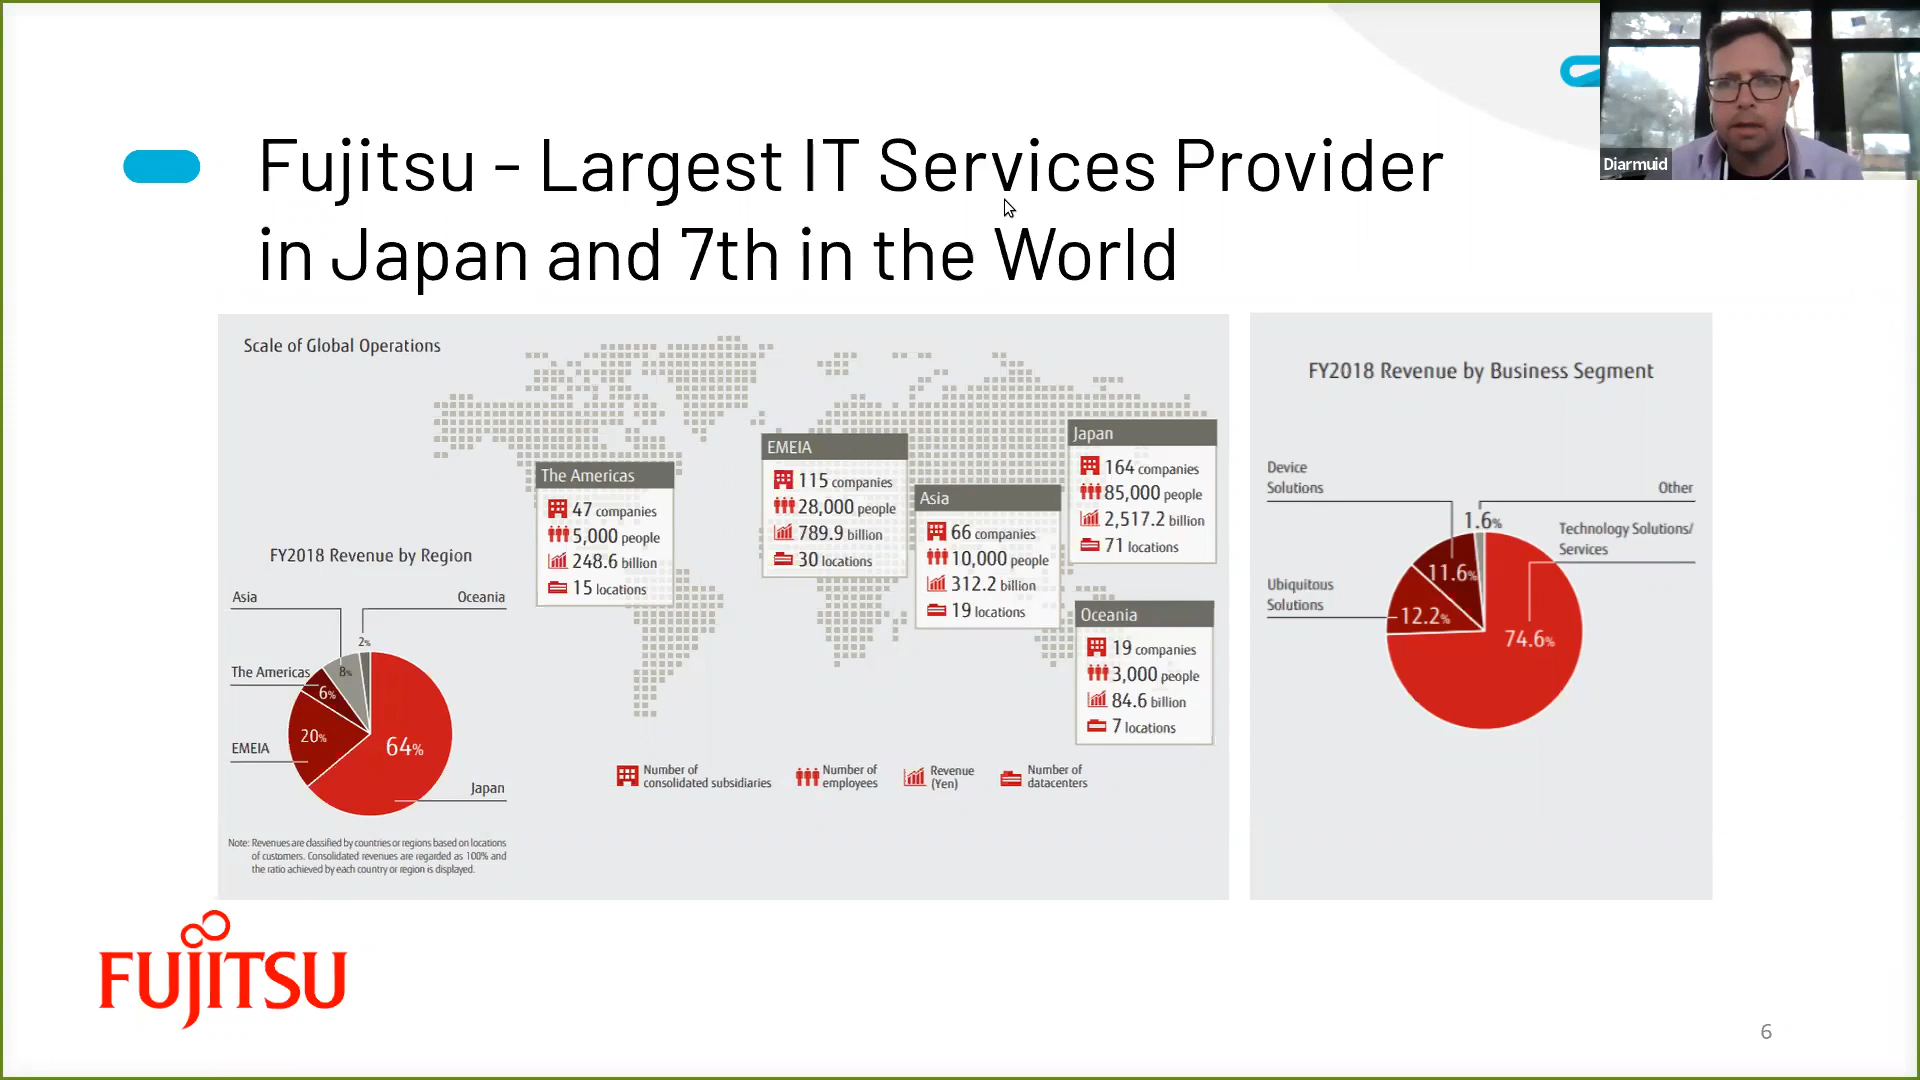 Diarmuid
Fujitsu - Largest IT Services Provider
in Japan and 7th in the World
Scale of Global Operations
The Americas
47 companies
5,000 people
248.6 billion
15 locations
EMEIA
115 companies
28,000 people
789.9 billion
30 locations
Asia
66 companies
10,000 people
312.2 billion
19 locations
Japan
164 companies
85,000 people
2,517.2 billion
71 locations
Oceania
19 companies
3,000 people
84.6 billion
7 locations
FY2018 Revenue by Region
Asia
Oceania
2%
8%
The Americas
6%
20%
64%
EMEIA
Japan
Number of
consolidated subsidiaries
Number of
employees
Revenue
(Yen)
Number of
datacenters
Note: Revenues are classified by countries or regions based on locations
of customers. Consolidated revenues are regarded as 100% and
the ratio achieved by each country or region is displayed.
FY2018 Revenue by Business Segment
Device
Solutions
Other
1.6%
Technology Solutions/
Services
11.6%
Ubiquitous
Solutions
12.2%
74.6%
FUJITSU
6